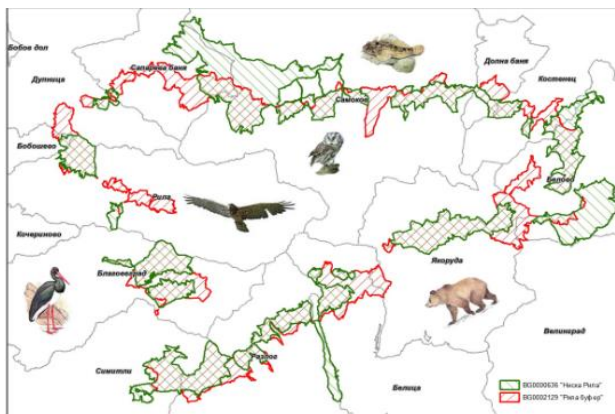 Бобов дол
Дупница
Сапарева баня
Долна баня
Костенец
Самоков
Бобошево
Белово
Рила
Кочериново
Якоруда
Благоевград
Велинград
Разлог
Симитли
Белица
BG0000636 "Ниска Рила"
BG0002129 "Рила буфер"